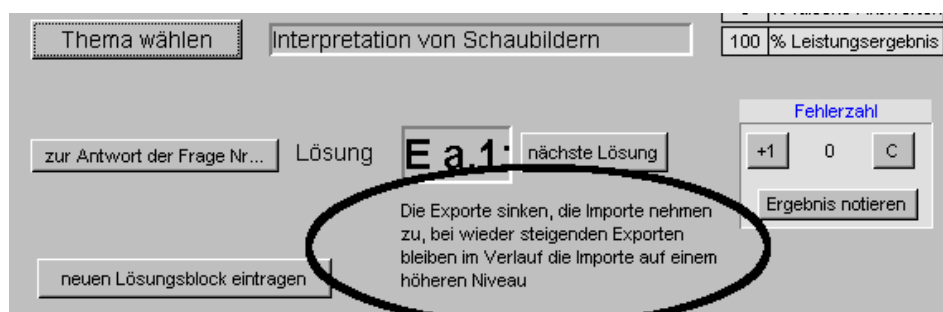 Thema wählen
Interpretation von Schaubildern
100 % Leistungsergebnis
Fehlerzahl
zur Antwort der Frage Nr...
Lösung
E a.1:
nächste Lösung
+1 0 C
Ergebnis notieren
Die Exporte sinken, die Importe nehmen
zu, bei wieder steigenden Exporten
bleiben im Verlauf die Importe auf einem
höheren Niveau
neuen Lösungsblock eintragen